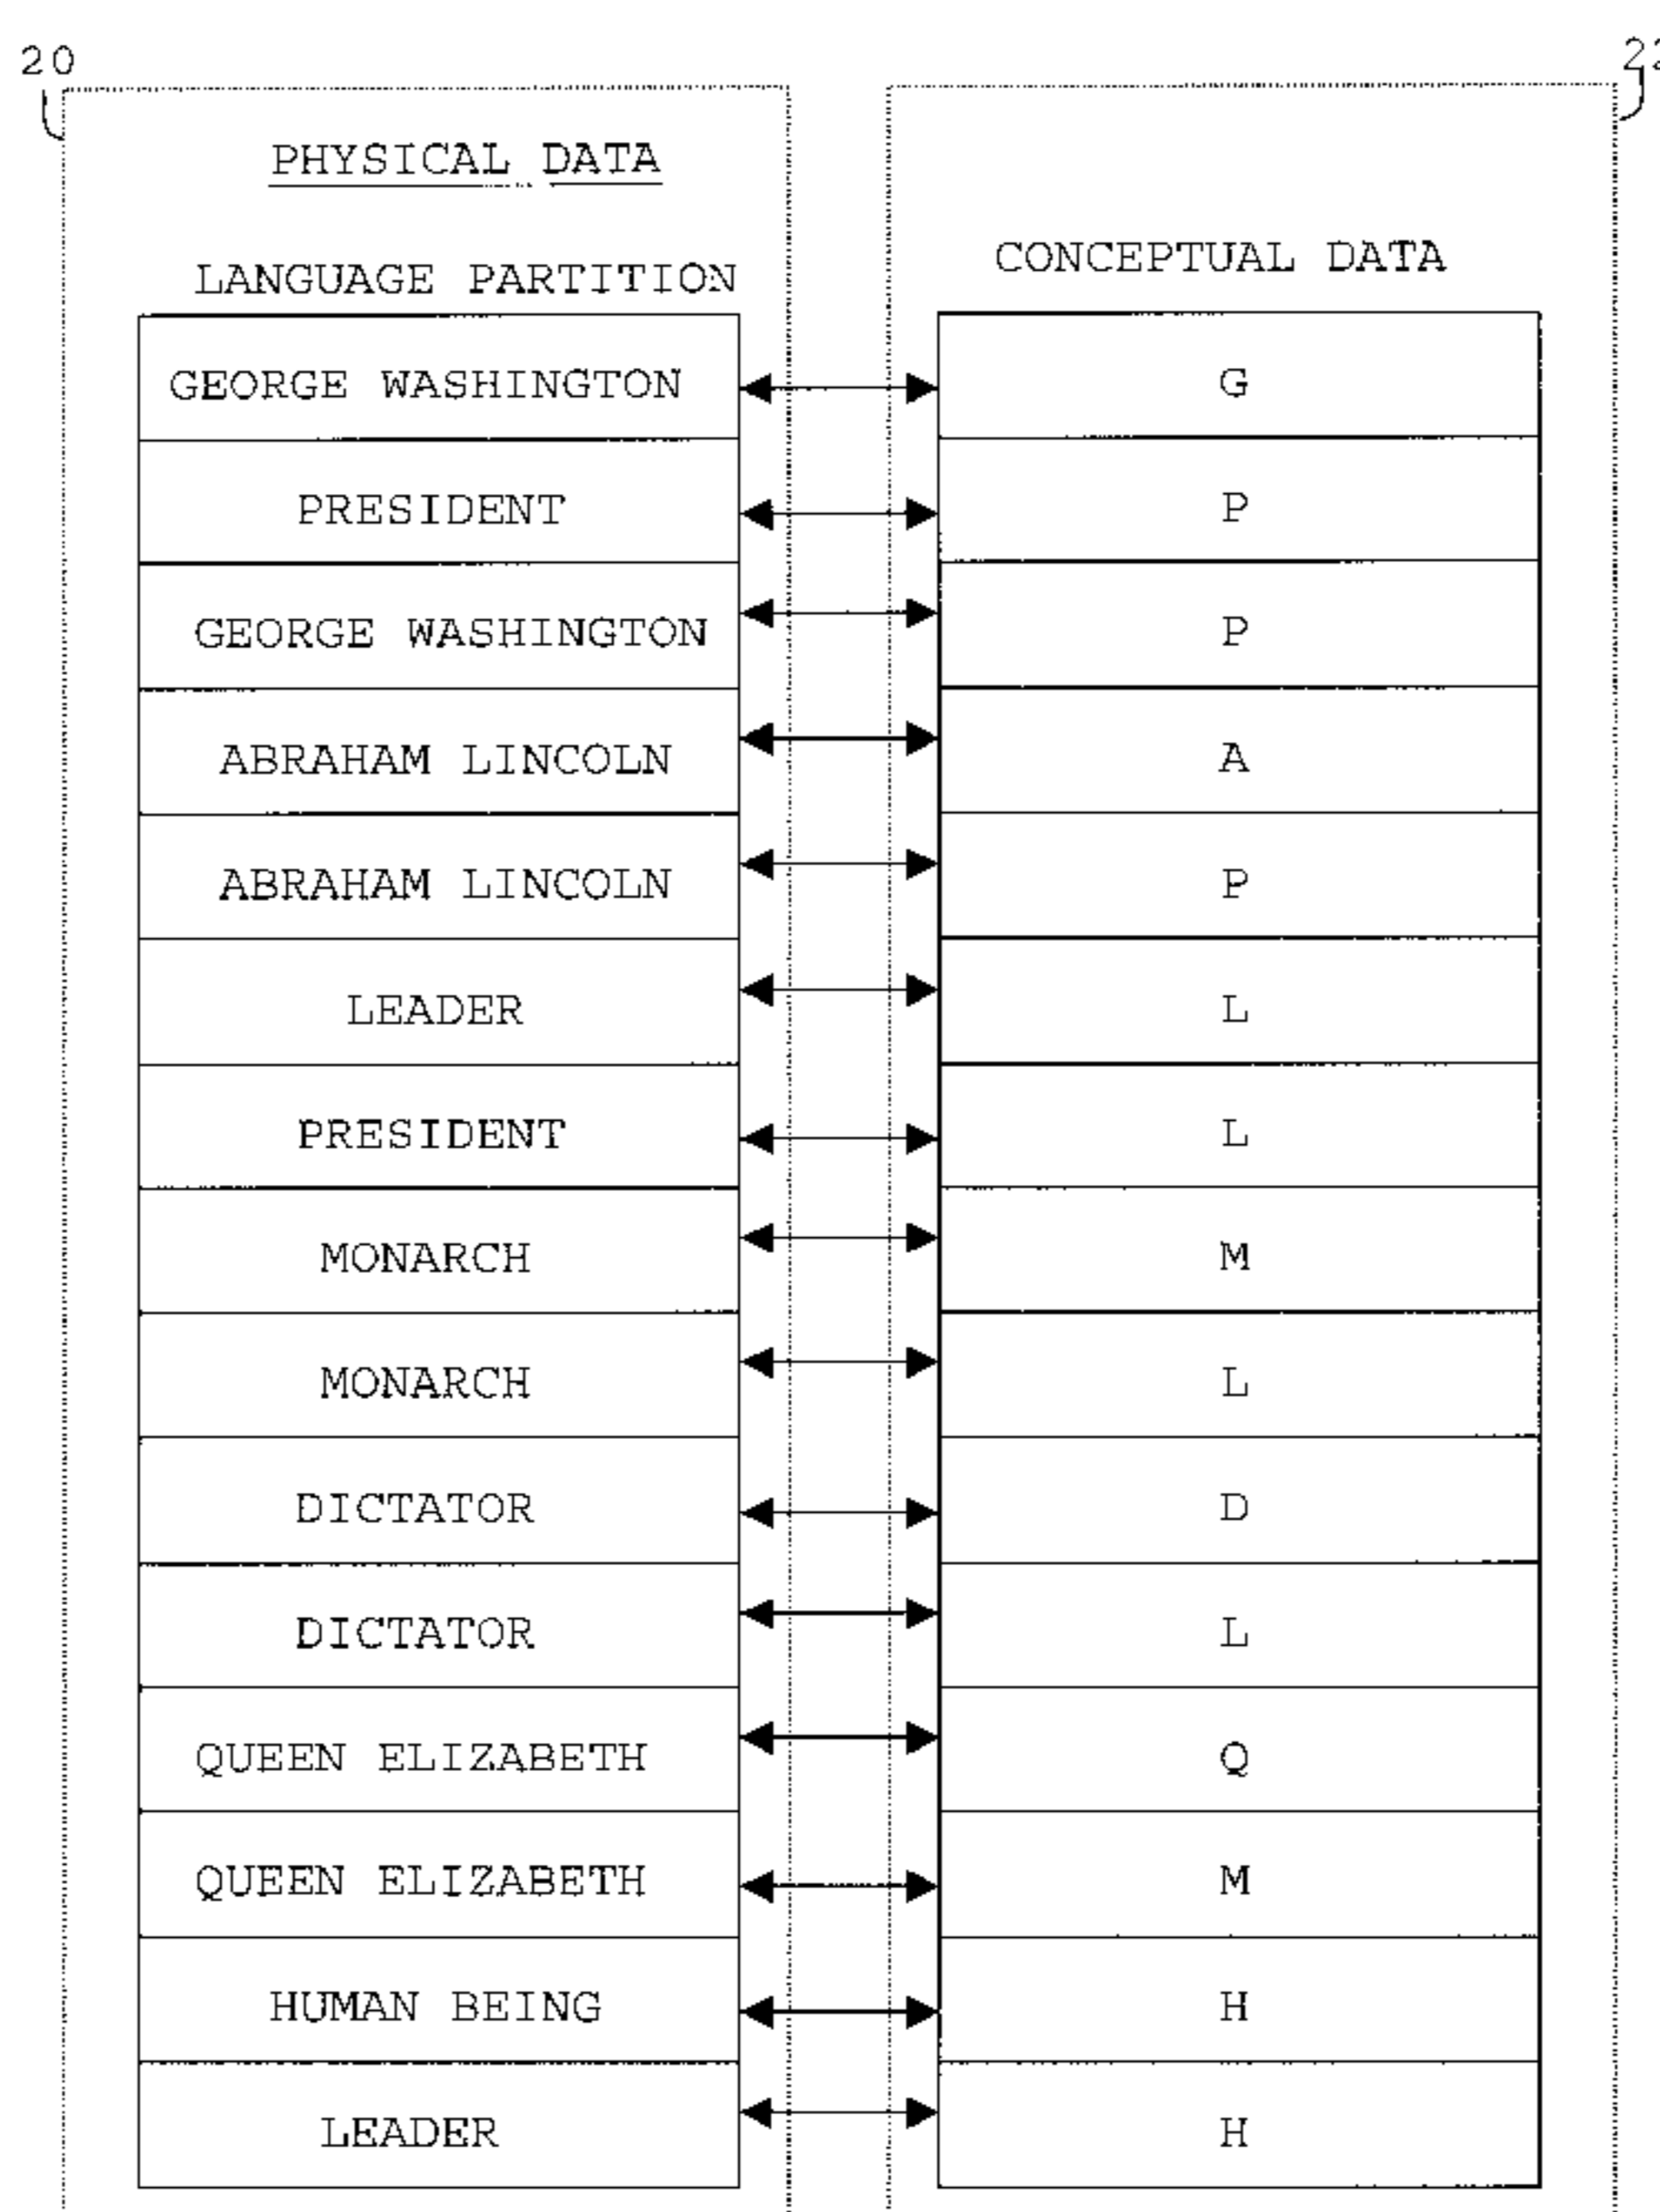 20
PHYSICAL DATA
LANGUAGE PARTITION
CONCEPTUAL DATA
GEORGE WASHINGTON G
PRESIDENT P
GEORGE WASHINGTON P
ABRAHAM LINCOLN A
ABRAHAM LINCOLN P
LEADER L
PRESIDENT L
MONARCH M
MONARCH L
DICTATOR D
DICTATOR L
QUEEN ELIZABETH Q
QUEEN ELIZABETH M
HUMAN BEING H
LEADER H